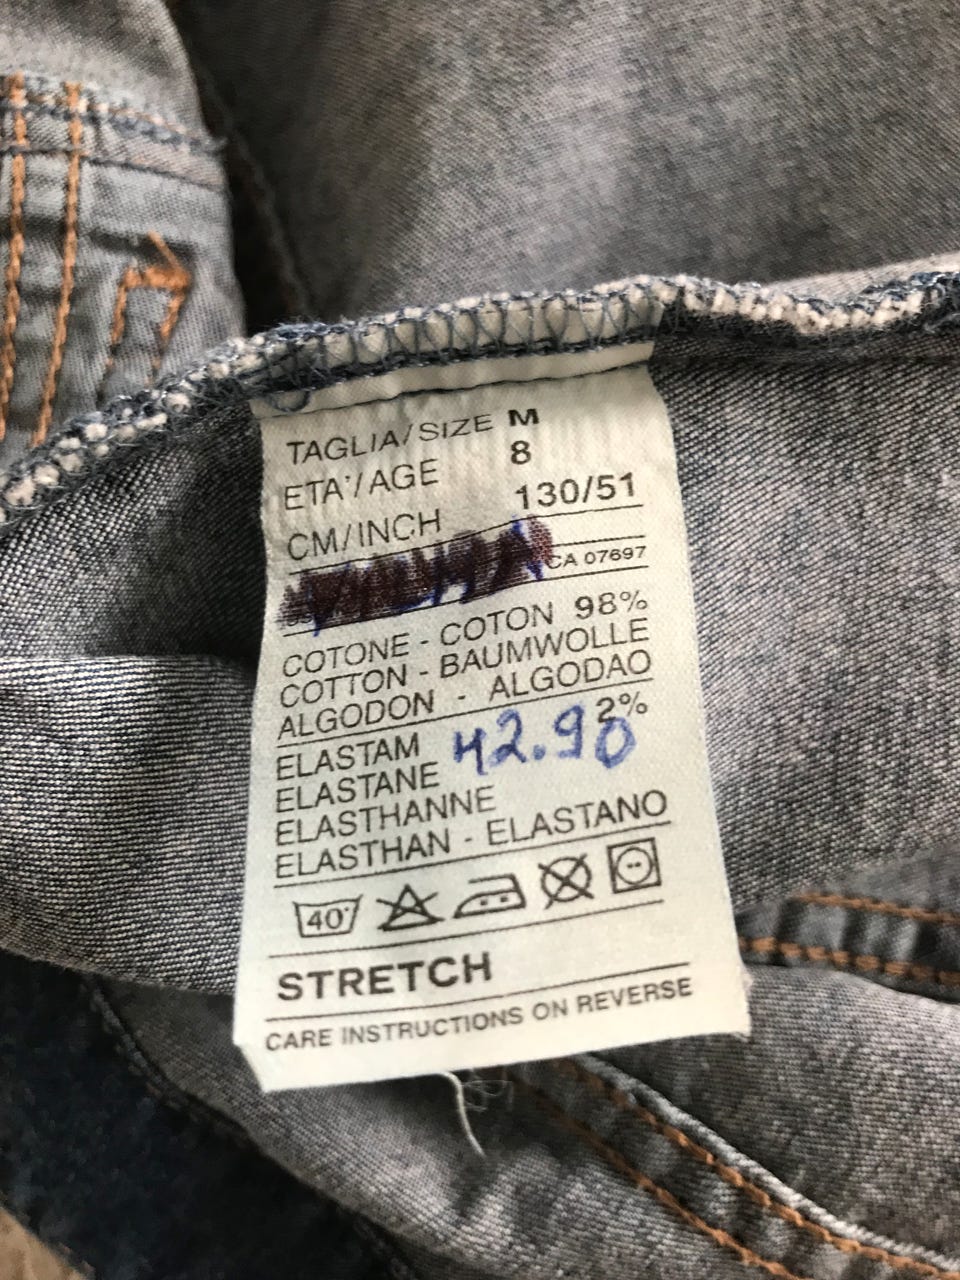 TAGLIA/SIZE M
ETA'/AGE 8
CM/INCH 130/51
CA 07697
COTONE - COTON 98%
COTTON - BAUMWOLLE
ALGODON - ALGODAO
ELASTAM 2%
42.90
ELASTANE
ELASTHANNE
ELASTHAN - ELASTANO
40°
STRETCH
CARE INSTRUCTIONS ON REVERSE